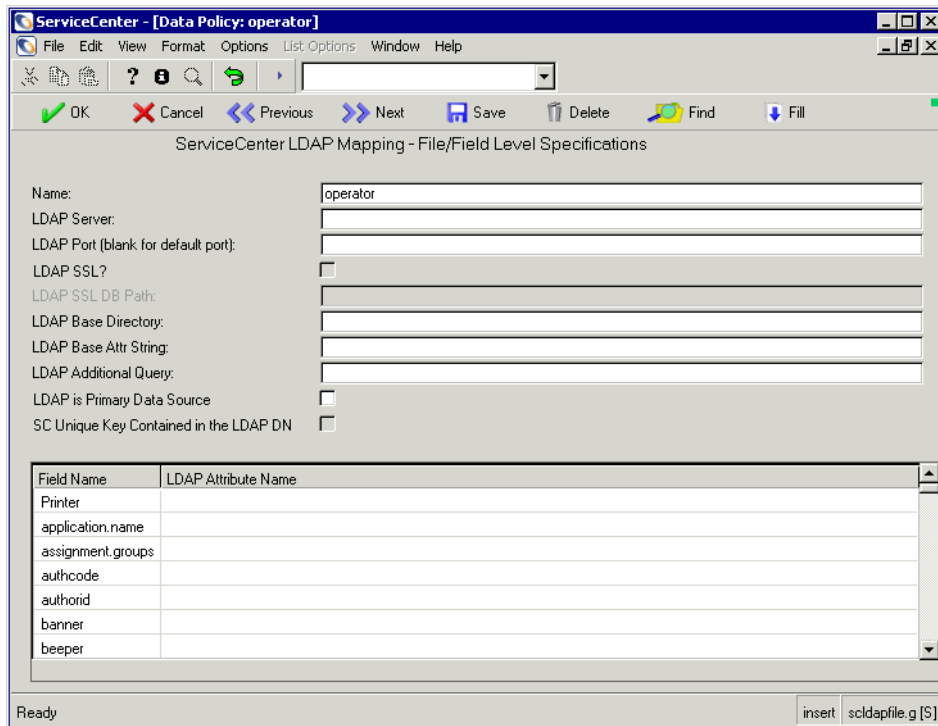 ServiceCenter - [Data Policy: operator]
File Edit View Format Options List Options Window Help
OK Cancel Previous Next Save Delete Find Fill
ServiceCenter LDAP Mapping - File/Field Level Specifications
Name: operator
LDAP Server:
LDAP Port (blank for default port):
LDAP SSL?
LDAP SSL DB Path:
LDAP Base Directory:
LDAP Base Attr String:
LDAP Additional Query:
LDAP is Primary Data Source
SC Unique Key Contained in the LDAP DN
Field Name LDAP Attribute Name
Printer
application.name
assignment.groups
authcode
authorid
banner
beeper
Ready insert scldapfile.g [S]